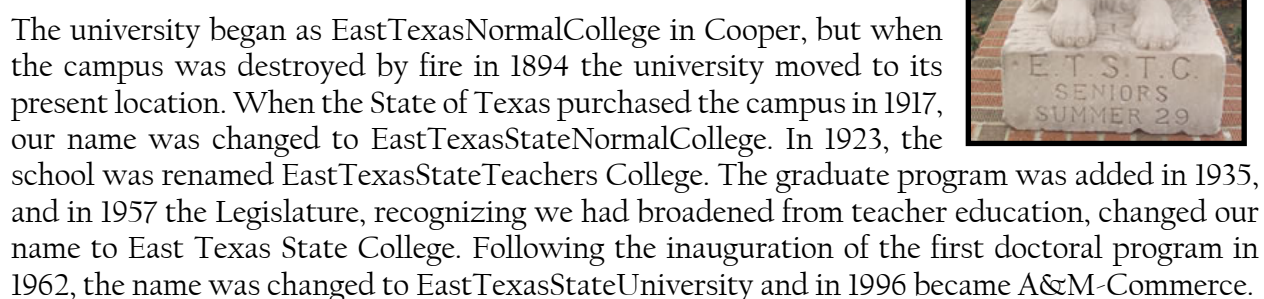 The university began as EastTexasNormalCollege in Cooper, but when
the campus was destroyed by fire in 1894 the university moved to its
present location. When the State of Texas purchased the campus in 1917,
our name was changed to EastTexasStateNormalCollege. In 1923, the
school was renamed EastTexasStateTeachers College. The graduate program was added in 1935,
and in 1957 the Legislature, recognizing we had broadened from teacher education, changed our
name to East Texas State College. Following the inauguration of the first doctoral program in
1962, the name was changed to EastTexasStateUniversity and in 1996 became A&M-Commerce.
E.T.S.T.C.
SENIORS
SUMMER 29